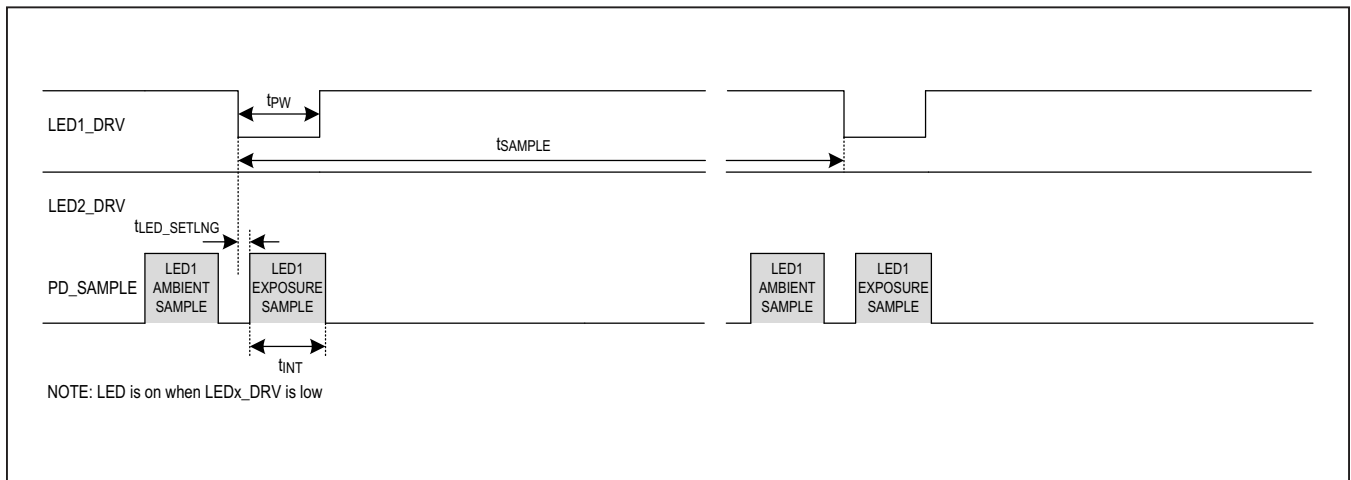 tPW
LED1_DRV
tSAMPLE
LED2_DRV
tLED_SETLNG
PD_SAMPLE
LED1
AMBIENT
SAMPLE
LED1
EXPOSURE
SAMPLE
LED1
AMBIENT
SAMPLE
LED1
EXPOSURE
SAMPLE
tINT
NOTE: LED is on when LEDx_DRV is low